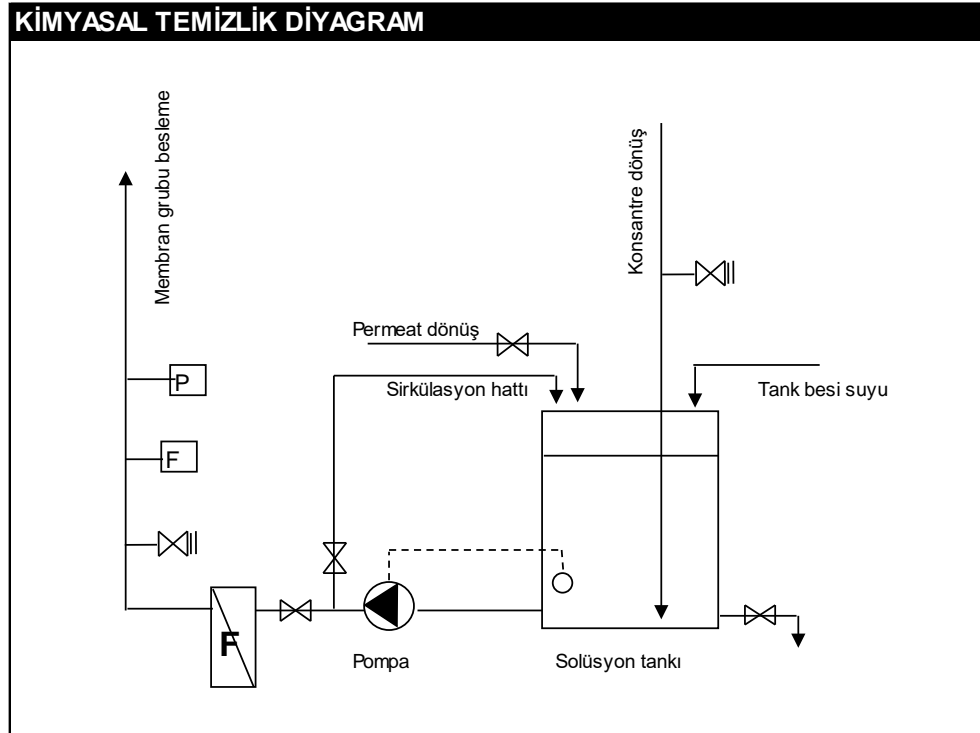 KİMYASAL TEMİZLİK DİYAGRAM
Membran grubu besleme
Konsantre dönüş
Permeat dönüş
Sirkülasyon hattı
Tank besi suyu
P
F
F
Pompa
Solüsyon tankı